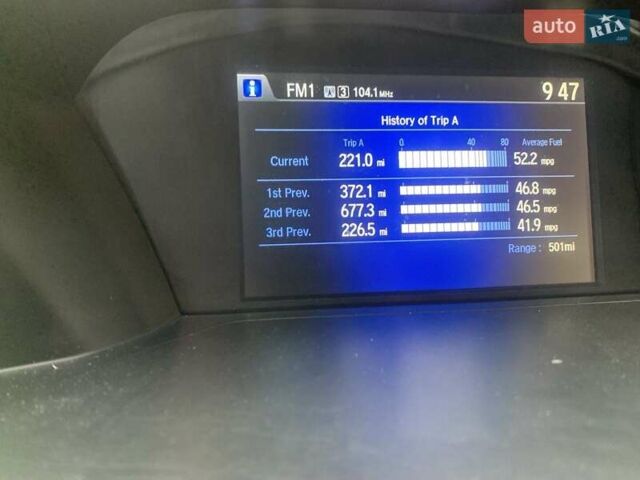 auto RIA .com
i FM1 3 104.1 MHz 9 47
History of Trip A
Trip A 0 40 80 Average Fuel
Current 221.0 mi 52.2 mpg
1st Prev. 372.1 mi 46.8 mpg
2nd Prev. 677.3 mi 46.5 mpg
3rd Prev. 226.5 mi 41.9 mpg
Range : 501mi